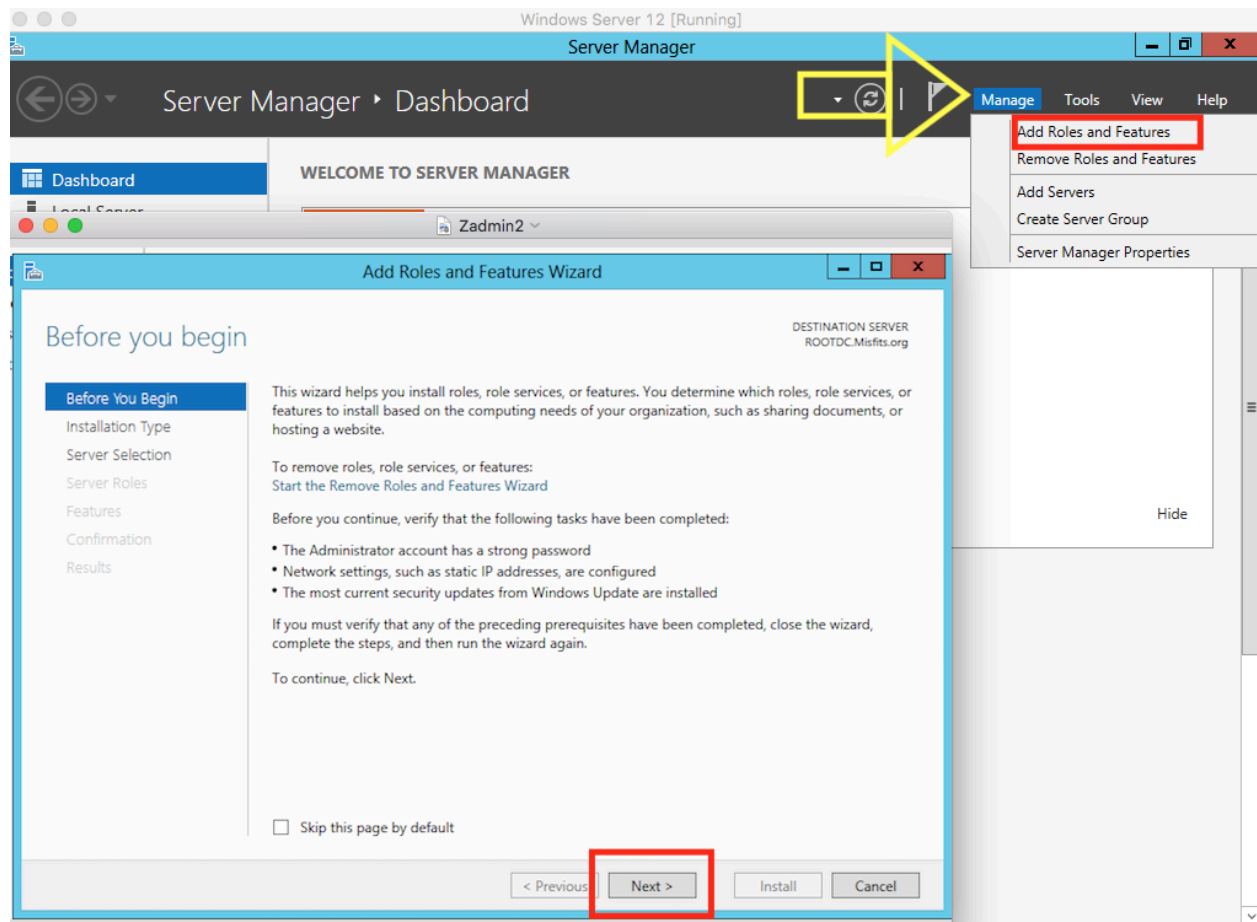 Windows Server 12 [Running]
Server Manager
Server Manager • Dashboard
Manage Tools View Help
Add Roles and Features
Remove Roles and Features
Add Servers
Create Server Group
Server Manager Properties
Dashboard
WELCOME TO SERVER MANAGER
Local Server
Hide
Zadmin2
Add Roles and Features Wizard
Before you begin
DESTINATION SERVER
ROOTDC.Misfits.org
Before You Begin
Installation Type
Server Selection
Server Roles
Features
Confirmation
Results
This wizard helps you install roles, role services, or features. You determine which roles, role services, or
features to install based on the computing needs of your organization, such as sharing documents, or
hosting a website.
To remove roles, role services, or features:
Start the Remove Roles and Features Wizard
Before you continue, verify that the following tasks have been completed:
• The Administrator account has a strong password
• Network settings, such as static IP addresses, are configured
• The most current security updates from Windows Update are installed
If you must verify that any of the preceding prerequisites have been completed, close the wizard,
complete the steps, and then run the wizard again.
To continue, click Next.
Skip this page by default
< Previous Next > Install Cancel